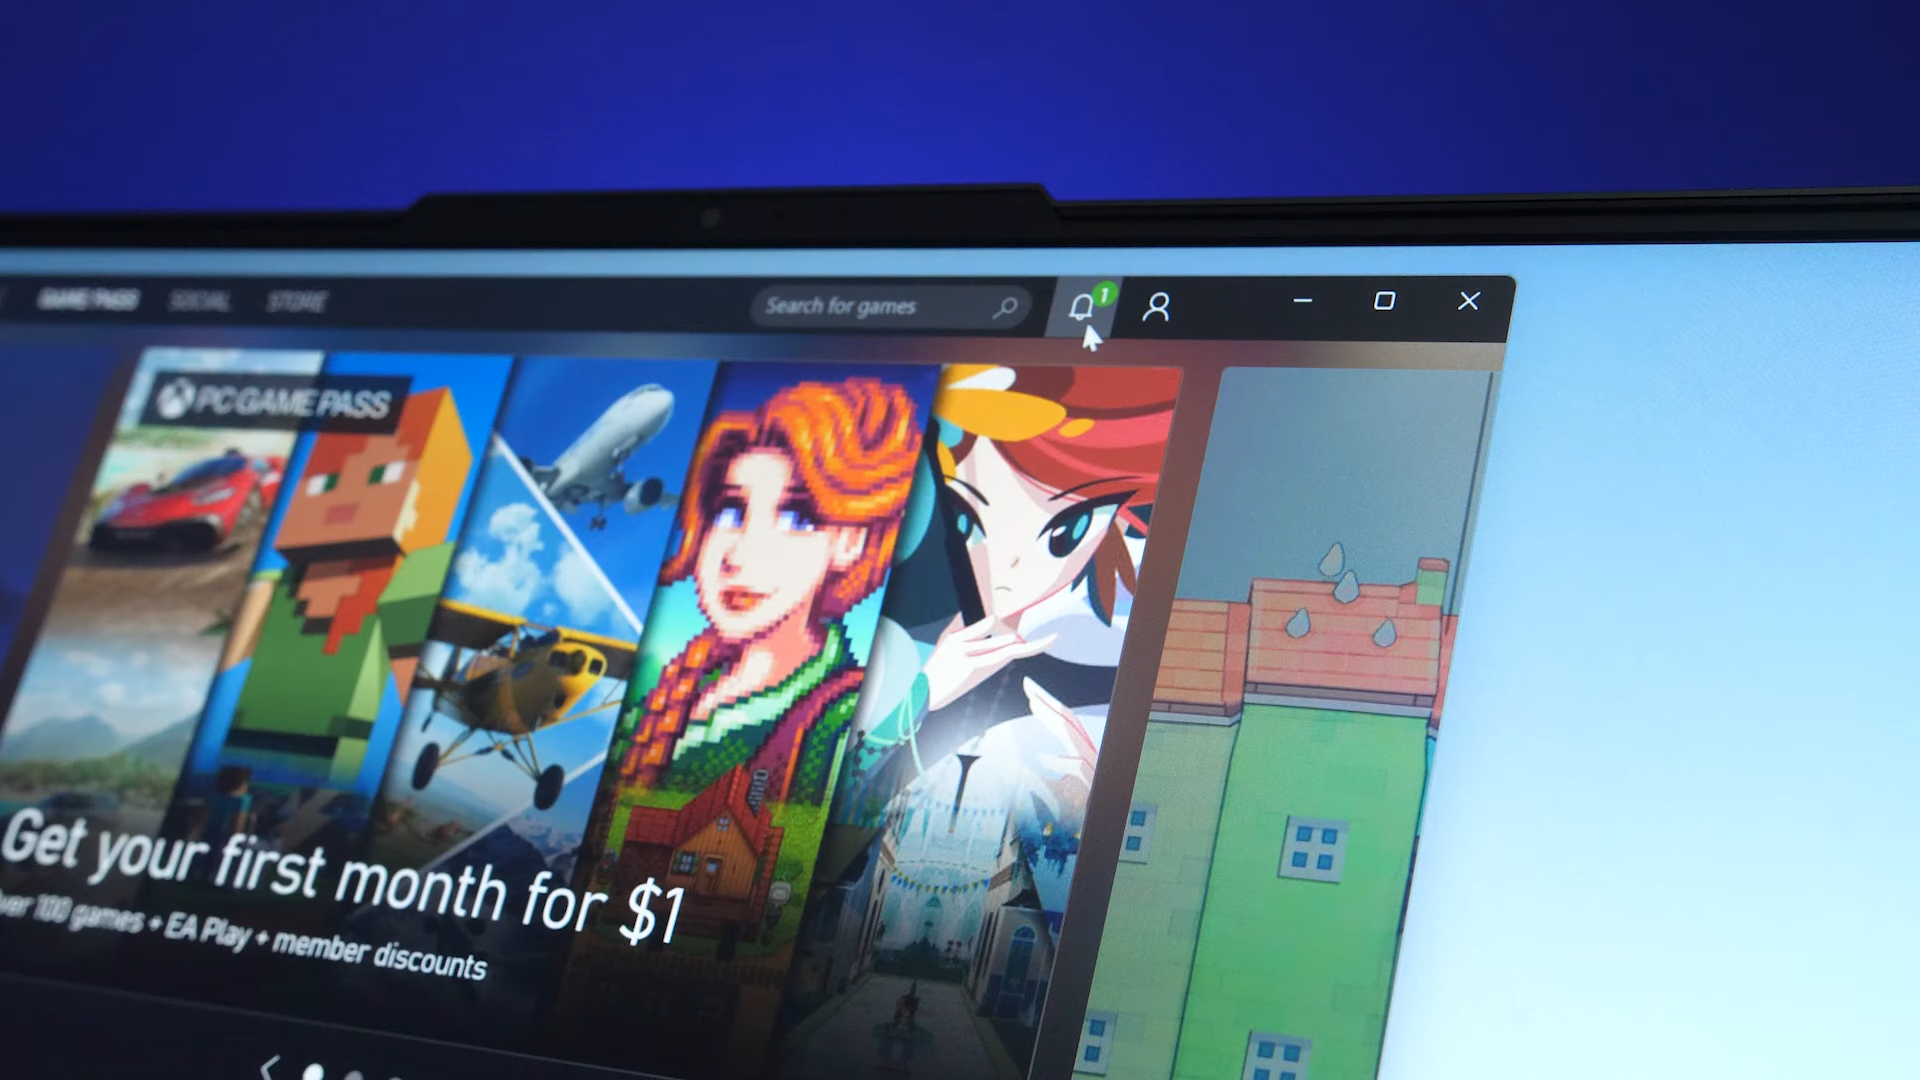 GAME PASS SOCIAL STORE Search for games 1
PC GAME PASS
Get your first month for $1
over 100 games + EA Play + member discounts